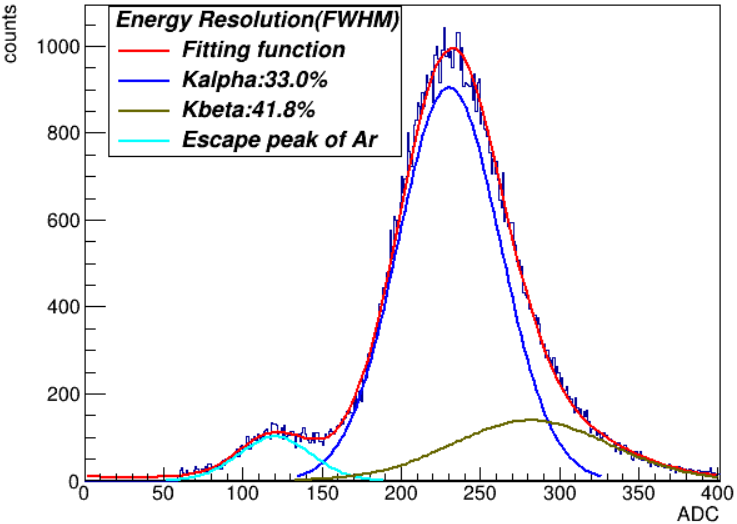 counts
Energy Resolution(FWHM)
Fitting function
Kalpha:33.0%
Kbeta:41.8%
Escape peak of Ar
1000
800
600
400
200
0
0 50 100 150 200 250 300 350 400
ADC